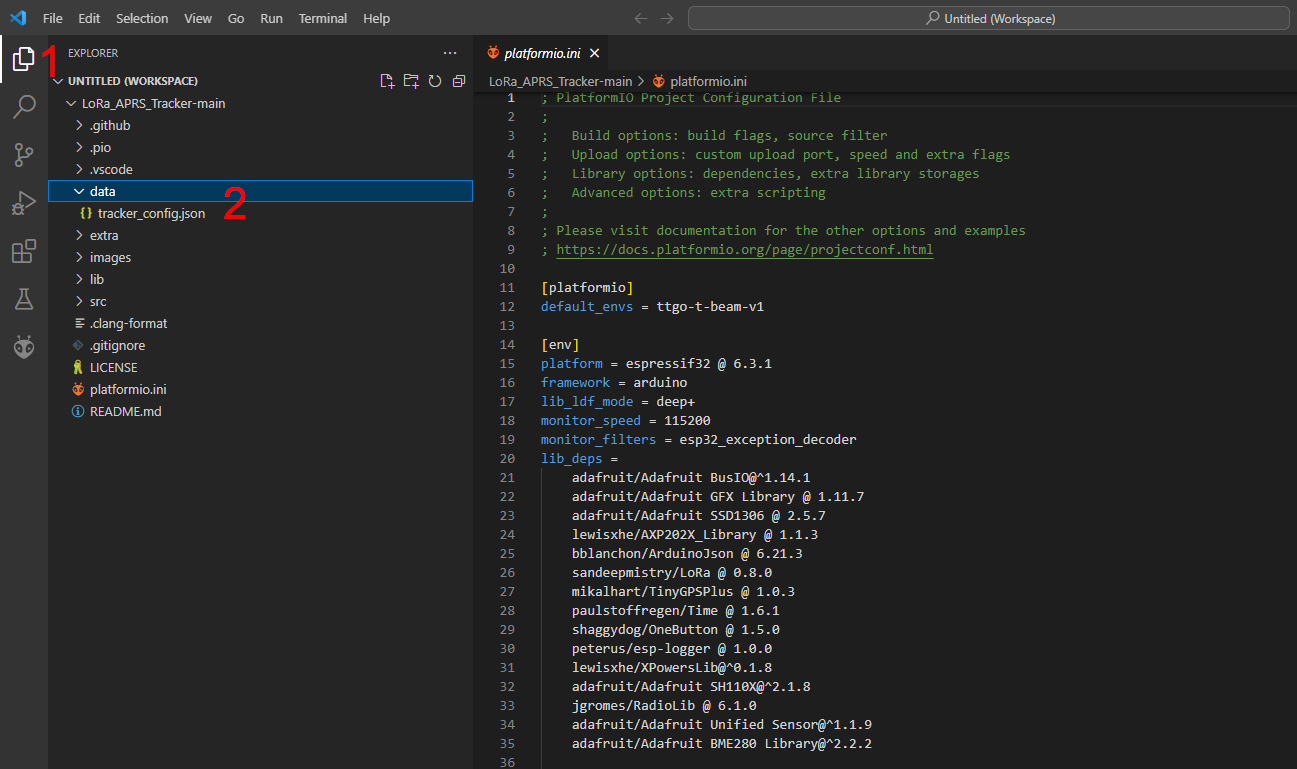 File Edit Selection View Go Run Terminal Help
Untitled (Workspace)
1
EXPLORER
UNTITLED (WORKSPACE)
LoRa_APRS_Tracker-main
.github
.pio
.vscode
data
2
{} tracker_config.json
extra
images
lib
src
.clang-format
.gitignore
LICENSE
platformio.ini
README.md
platformio.ini
LoRa_APRS_Tracker-main > platformio.ini
1 ; PlatformIO Project Configuration File
2 ;
3 ;   Build options: build flags, source filter
4 ;   Upload options: custom upload port, speed and extra flags
5 ;   Library options: dependencies, extra library storages
6 ;   Advanced options: extra scripting
7 ;
8 ; Please visit documentation for the other options and examples
9 ; https://docs.platformio.org/page/projectconf.html
10
11 [platformio]
12 default_envs = ttgo-t-beam-v1
13
14 [env]
15 platform = espressif32 @ 6.3.1
16 framework = arduino
17 lib_ldf_mode = deep+
18 monitor_speed = 115200
19 monitor_filters = esp32_exception_decoder
20 lib_deps =
21     adafruit/Adafruit BusIO@^1.14.1
22     adafruit/Adafruit GFX Library @ 1.11.7
23     adafruit/Adafruit SSD1306 @ 2.5.7
24     lewisxhe/AXP202X_Library @ 1.1.3
25     bblanchon/ArduinoJson @ 6.21.3
26     sandeepmistry/LoRa @ 0.8.0
27     mikalhart/TinyGPSPlus @ 1.0.3
28     paulstoffregen/Time @ 1.6.1
29     shaggydog/OneButton @ 1.5.0
30     peterus/esp-logger @ 1.0.0
31     lewisxhe/XPowersLib@^0.1.8
32     adafruit/Adafruit SH110X@^2.1.8
33     jgromes/RadioLib @ 6.1.0
34     adafruit/Adafruit Unified Sensor@^1.1.9
35     adafruit/Adafruit BME280 Library@^2.2.2
36